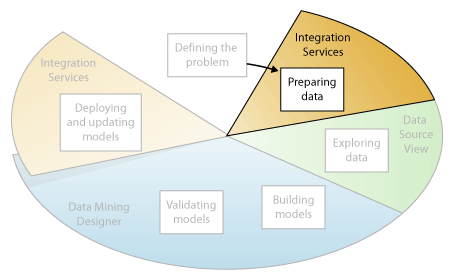 Defining the
problem
Integration
Services
Preparing
data
Data
Source
View
Exploring
data
Building
models
Validating
models
Data Mining
Designer
Integration
Services
Deploying
and updating
models